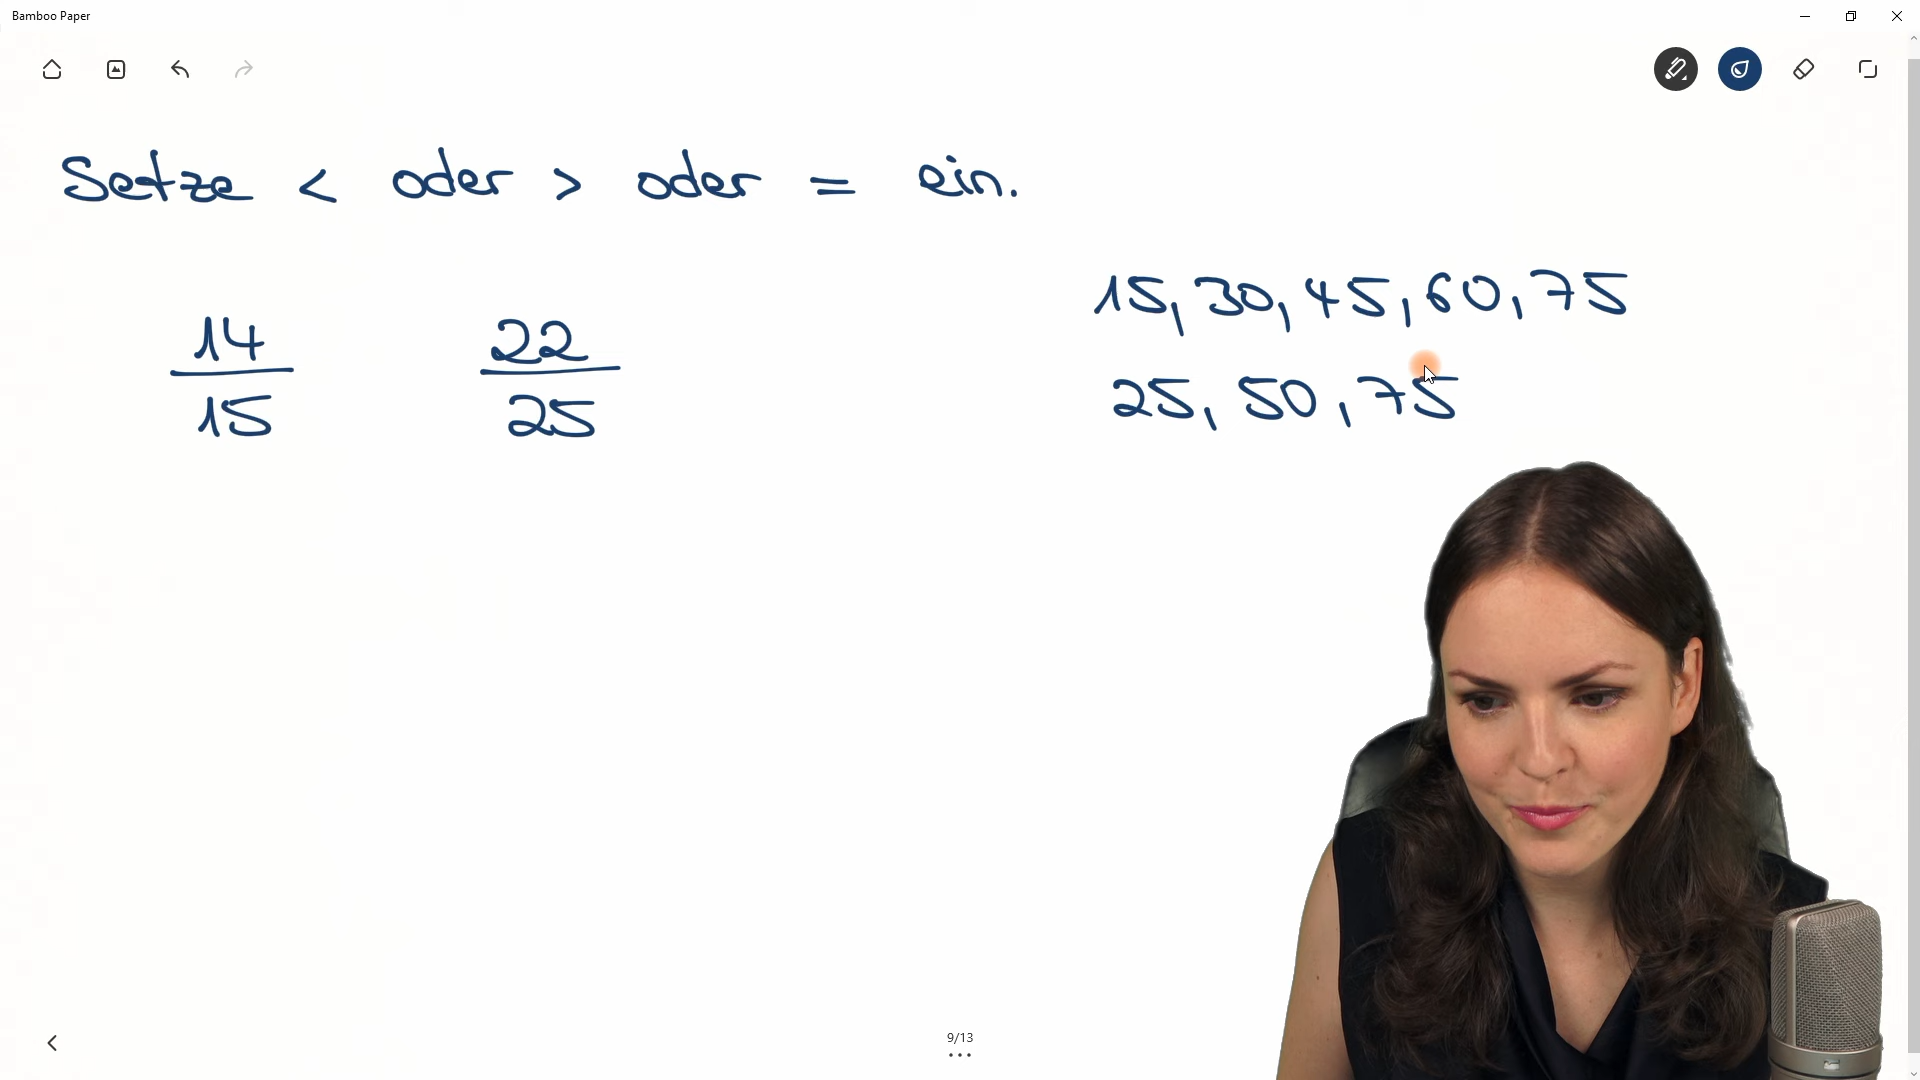 Bamboo Paper
Setze < oder > oder = ein.
15, 30, 45, 60, 75
14/15 22/25
25, 50, 75
9/13